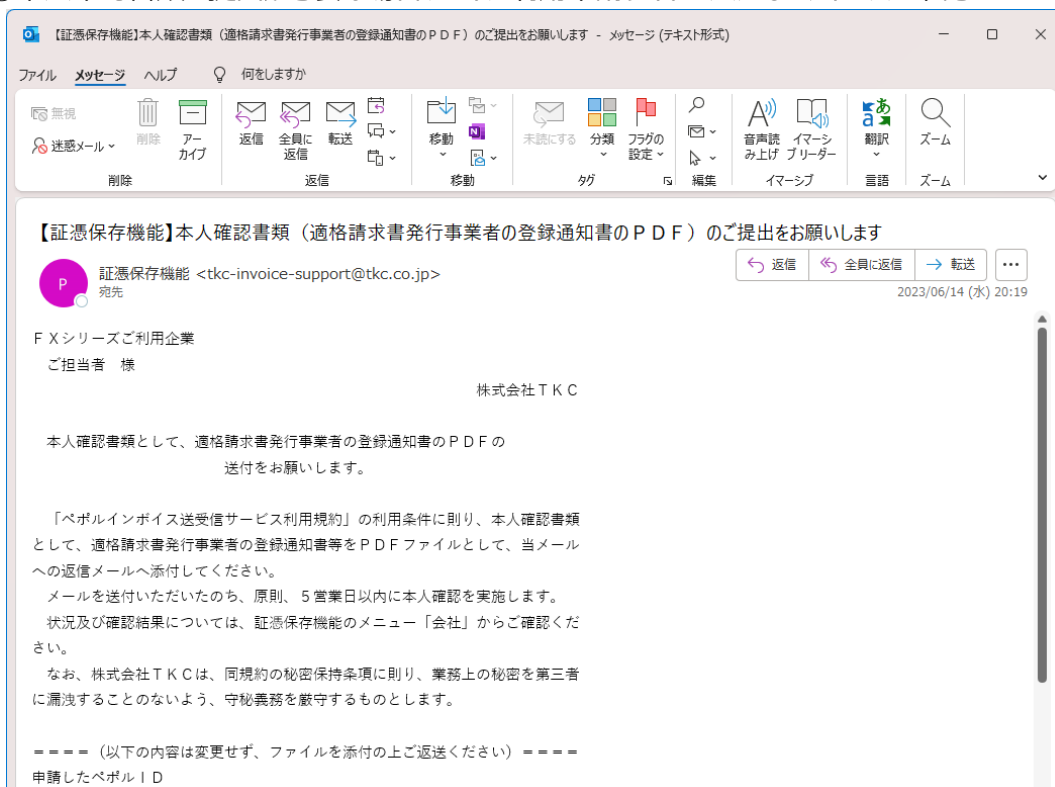 【証憑保存機能】本人確認書類（適格請求書発行事業者の登録通知書のＰＤＦ）のご提出をお願いします - メッセージ (テキスト形式)
ファイル メッセージ ヘルプ 何をしますか
無視
迷惑メール
削除
アーカイブ
返信
全員に返信
転送
移動
未読にする
分類
フラグの設定
音声読み上げ
イマーシブ リーダー
翻訳
ズーム
削除 返信 移動 タグ 編集 イマーシブ 言語 ズーム
【証憑保存機能】本人確認書類（適格請求書発行事業者の登録通知書のＰＤＦ）のご提出をお願いします
P
証憑保存機能 <tkc-invoice-support@tkc.co.jp>
宛先
返信 全員に返信 転送
2023/06/14 (水) 20:19
ＦＸシリーズご利用企業
ご担当者　様
株式会社ＴＫＣ
本人確認書類として、適格請求書発行事業者の登録通知書のＰＤＦの
送付をお願いします。
「ペポルインボイス送受信サービス利用規約」の利用条件に則り、本人確認書類
として、適格請求書発行事業者の登録通知書等をＰＤＦファイルとして、当メール
への返信メールへ添付してください。
メールを送付いただいたのち、原則、５営業日以内に本人確認を実施します。
状況及び確認結果については、証憑保存機能のメニュー「会社」からご確認くだ
さい。
なお、株式会社ＴＫＣは、同規約の秘密保持条項に則り、業務上の秘密を第三者
に漏洩することのないよう、守秘義務を厳守するものとします。
＝＝＝＝（以下の内容は変更せず、ファイルを添付の上ご返送ください）＝＝＝＝
申請したペポルＩＤ